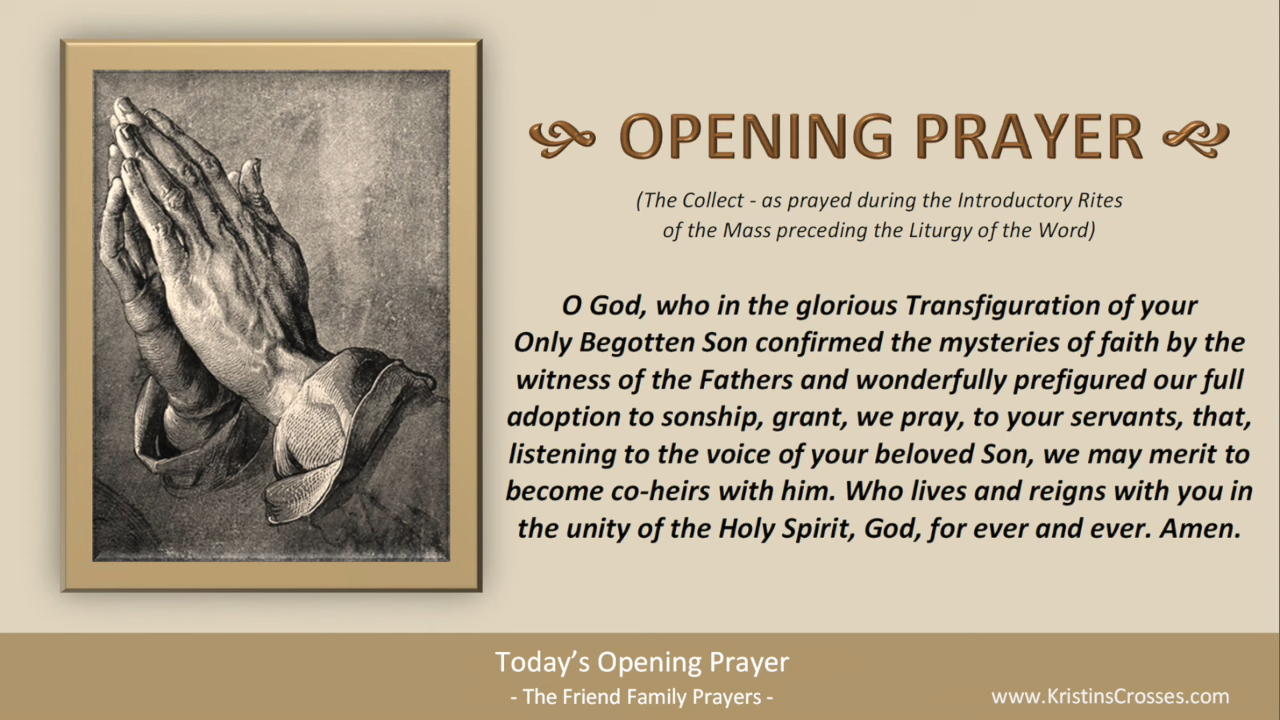 OPENING PRAYER
(The Collect - as prayed during the Introductory Rites
of the Mass preceding the Liturgy of the Word)
O God, who in the glorious Transfiguration of your
Only Begotten Son confirmed the mysteries of faith by the
witness of the Fathers and wonderfully prefigured our full
adoption to sonship, grant, we pray, to your servants, that,
listening to the voice of your beloved Son, we may merit to
become co-heirs with him. Who lives and reigns with you in
the unity of the Holy Spirit, God, for ever and ever. Amen.
Today’s Opening Prayer
- The Friend Family Prayers -
www.KristinsCrosses.com